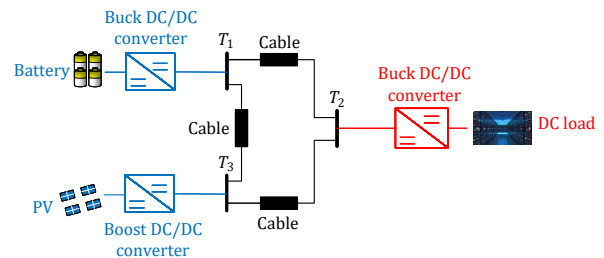 Buck DC/DC
converter
Battery
T1
Cable
Buck DC/DC
converter
T2
DC load
Cable
T3
PV
Boost DC/DC
converter
Cable